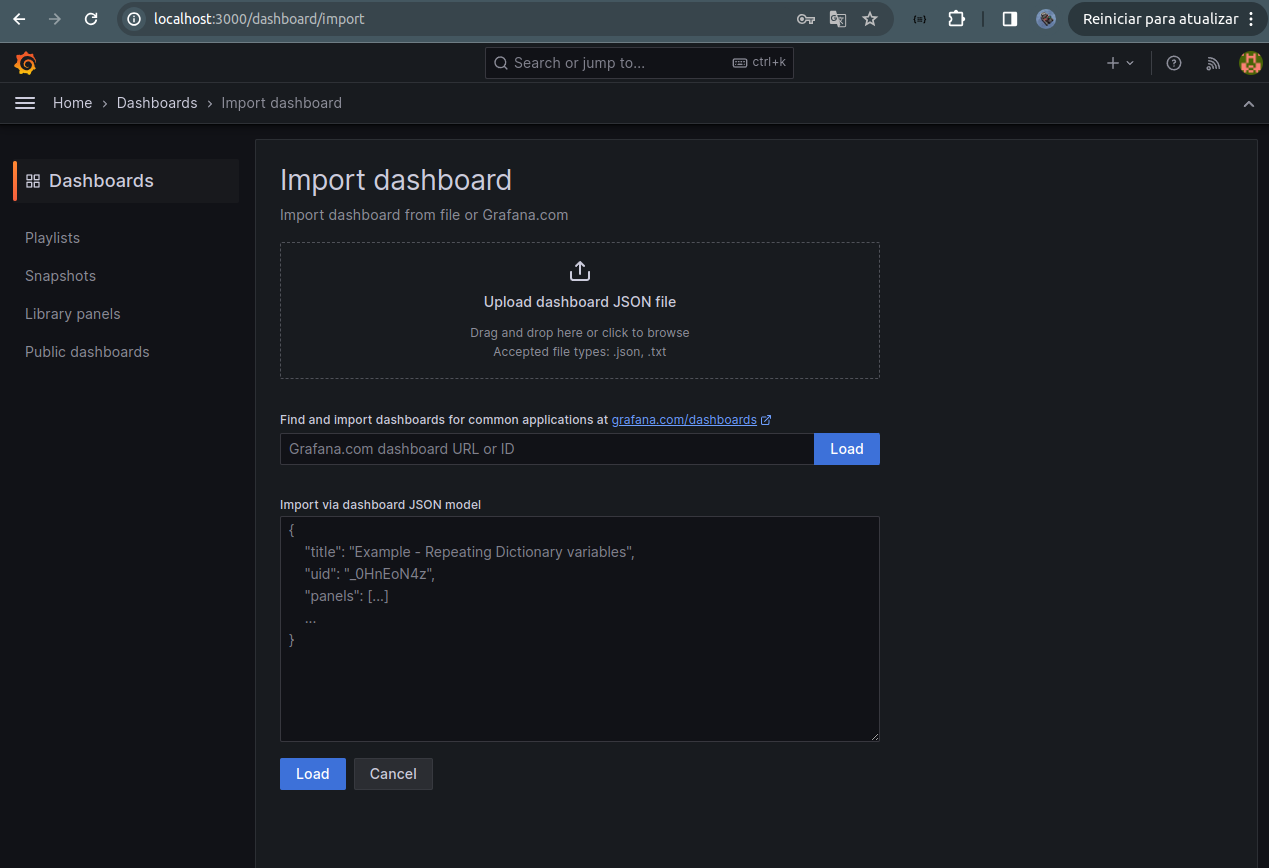 localhost:3000/dashboard/import
Reiniciar para atualizar
Search or jump to...
ctrl+k
Home › Dashboards › Import dashboard
Dashboards
Playlists
Snapshots
Library panels
Public dashboards
Import dashboard
Import dashboard from file or Grafana.com
Upload dashboard JSON file
Drag and drop here or click to browse
Accepted file types: .json, .txt
Find and import dashboards for common applications at grafana.com/dashboards
Grafana.com dashboard URL or ID
Load
Import via dashboard JSON model
{
"title": "Example - Repeating Dictionary variables",
"uid": "_0HnEoN4z",
"panels": [...]
...
}
Load
Cancel